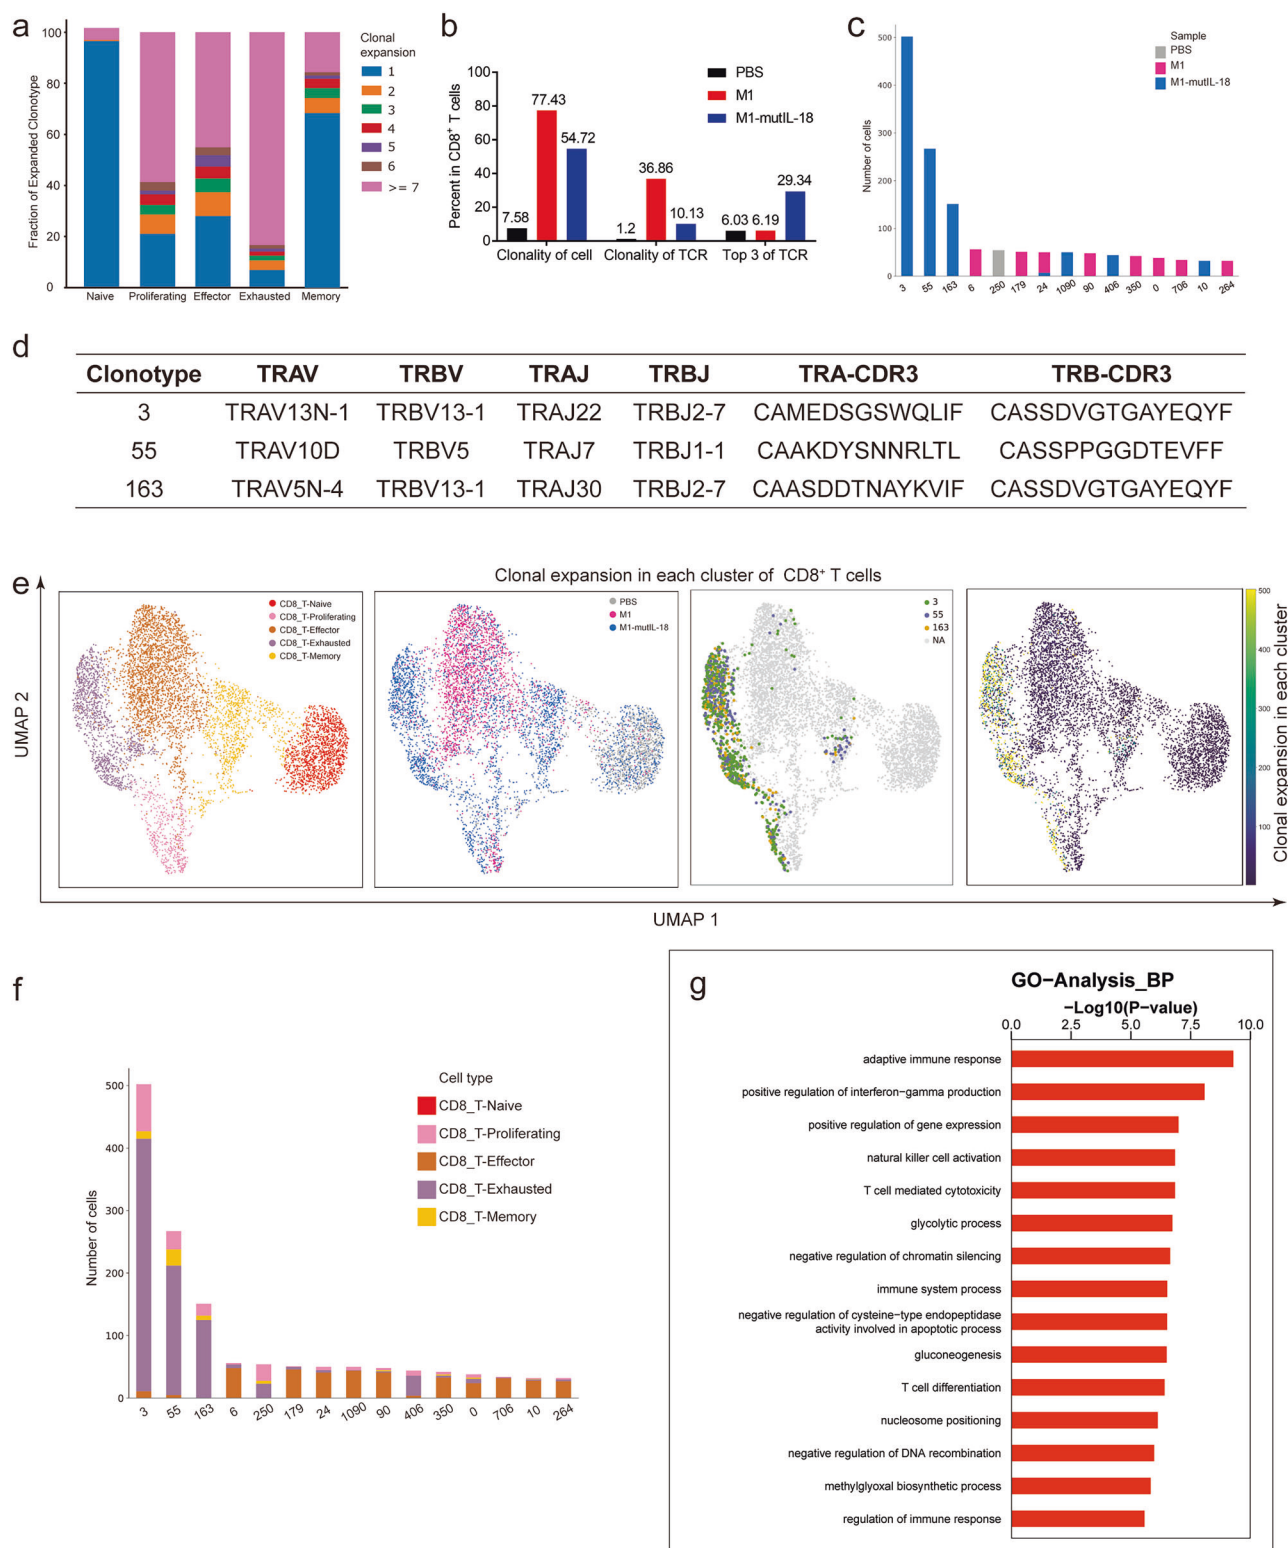 a
Clonal
expansion
1
2
3
4
5
6
>= 7
Fraction of Expanded Clonotype
100
80
60
40
20
0
Naive Proliferating Effector Exhausted Memory
b
PBS
M1
M1-mutIL-18
Percent in CD8⁺ T cells
100
80
60
40
20
0
7.58 77.43 54.72 1.2 36.86 10.13 6.03 6.19 29.34
Clonality of cell Clonality of TCR Top 3 of TCR
c
Sample
PBS
M1
M1-mutIL-18
Number of cells
500
400
300
200
100
0
3 55 163 6 250 179 24 1090 90 406 350 0 706 10 264
d
Clonotype TRAV TRBV TRAJ TRBJ TRA-CDR3 TRB-CDR3
3 TRAV13N-1 TRBV13-1 TRAJ22 TRBJ2-7 CAMEDSGSWQLIF CASSDVGTGAYEQYF
55 TRAV10D TRBV5 TRAJ7 TRBJ1-1 CAAKDYSNNRLTL CASSPPGGDTEVFF
163 TRAV5N-4 TRBV13-1 TRAJ30 TRBJ2-7 CAASDDTNAYKVIF CASSDVGTGAYEQYF
e
Clonal expansion in each cluster of CD8⁺ T cells
CD8_T-Naive
CD8_T-Proliferating
CD8_T-Effector
CD8_T-Exhausted
CD8_T-Memory
PBS
M1
M1-mutIL-18
3
55
163
NA
500
400
300
200
100
Clonal expansion in each cluster
UMAP 2
UMAP 1
f
Cell type
CD8_T-Naive
CD8_T-Proliferating
CD8_T-Effector
CD8_T-Exhausted
CD8_T-Memory
Number of cells
500
400
300
200
100
0
3 55 163 6 250 179 24 1090 90 406 350 0 706 10 264
g
GO−Analysis_BP
−Log10(P-value)
0.0 2.5 5.0 7.5 10.0
adaptive immune response
positive regulation of interferon−gamma production
positive regulation of gene expression
natural killer cell activation
T cell mediated cytotoxicity
glycolytic process
negative regulation of chromatin silencing
immune system process
negative regulation of cysteine−type endopeptidase
activity involved in apoptotic process
gluconeogenesis
T cell differentiation
nucleosome positioning
negative regulation of DNA recombination
methylglyoxal biosynthetic process
regulation of immune response